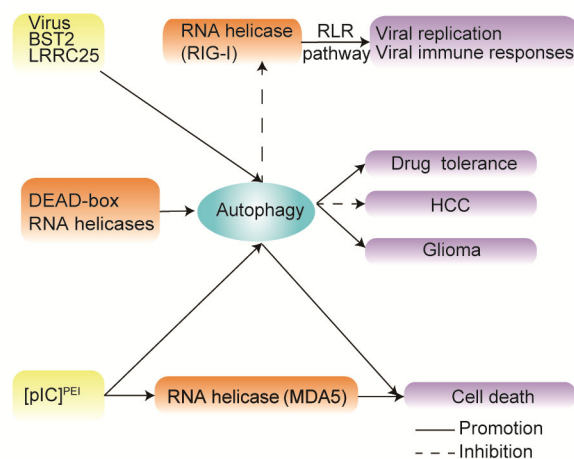 Virus
BST2
LRRC25
RNA helicase
(RIG-I)
RLR
pathway
Viral replication
Viral immune responses
Drug tolerance
DEAD-box
RNA helicases
Autophagy
HCC
Glioma
[pIC]PEI
RNA helicase (MDA5)
Cell death
Promotion
Inhibition